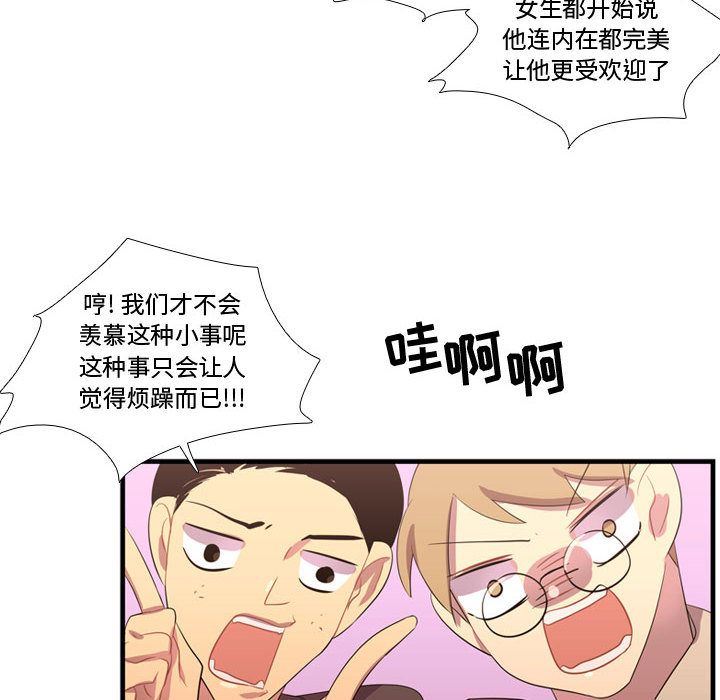 女生都开始说
他连内在都完美
让他更受欢迎了
哼! 我们才不会
羡慕这种小事呢
这种事只会让人
觉得烦躁而已!!!
哇啊啊